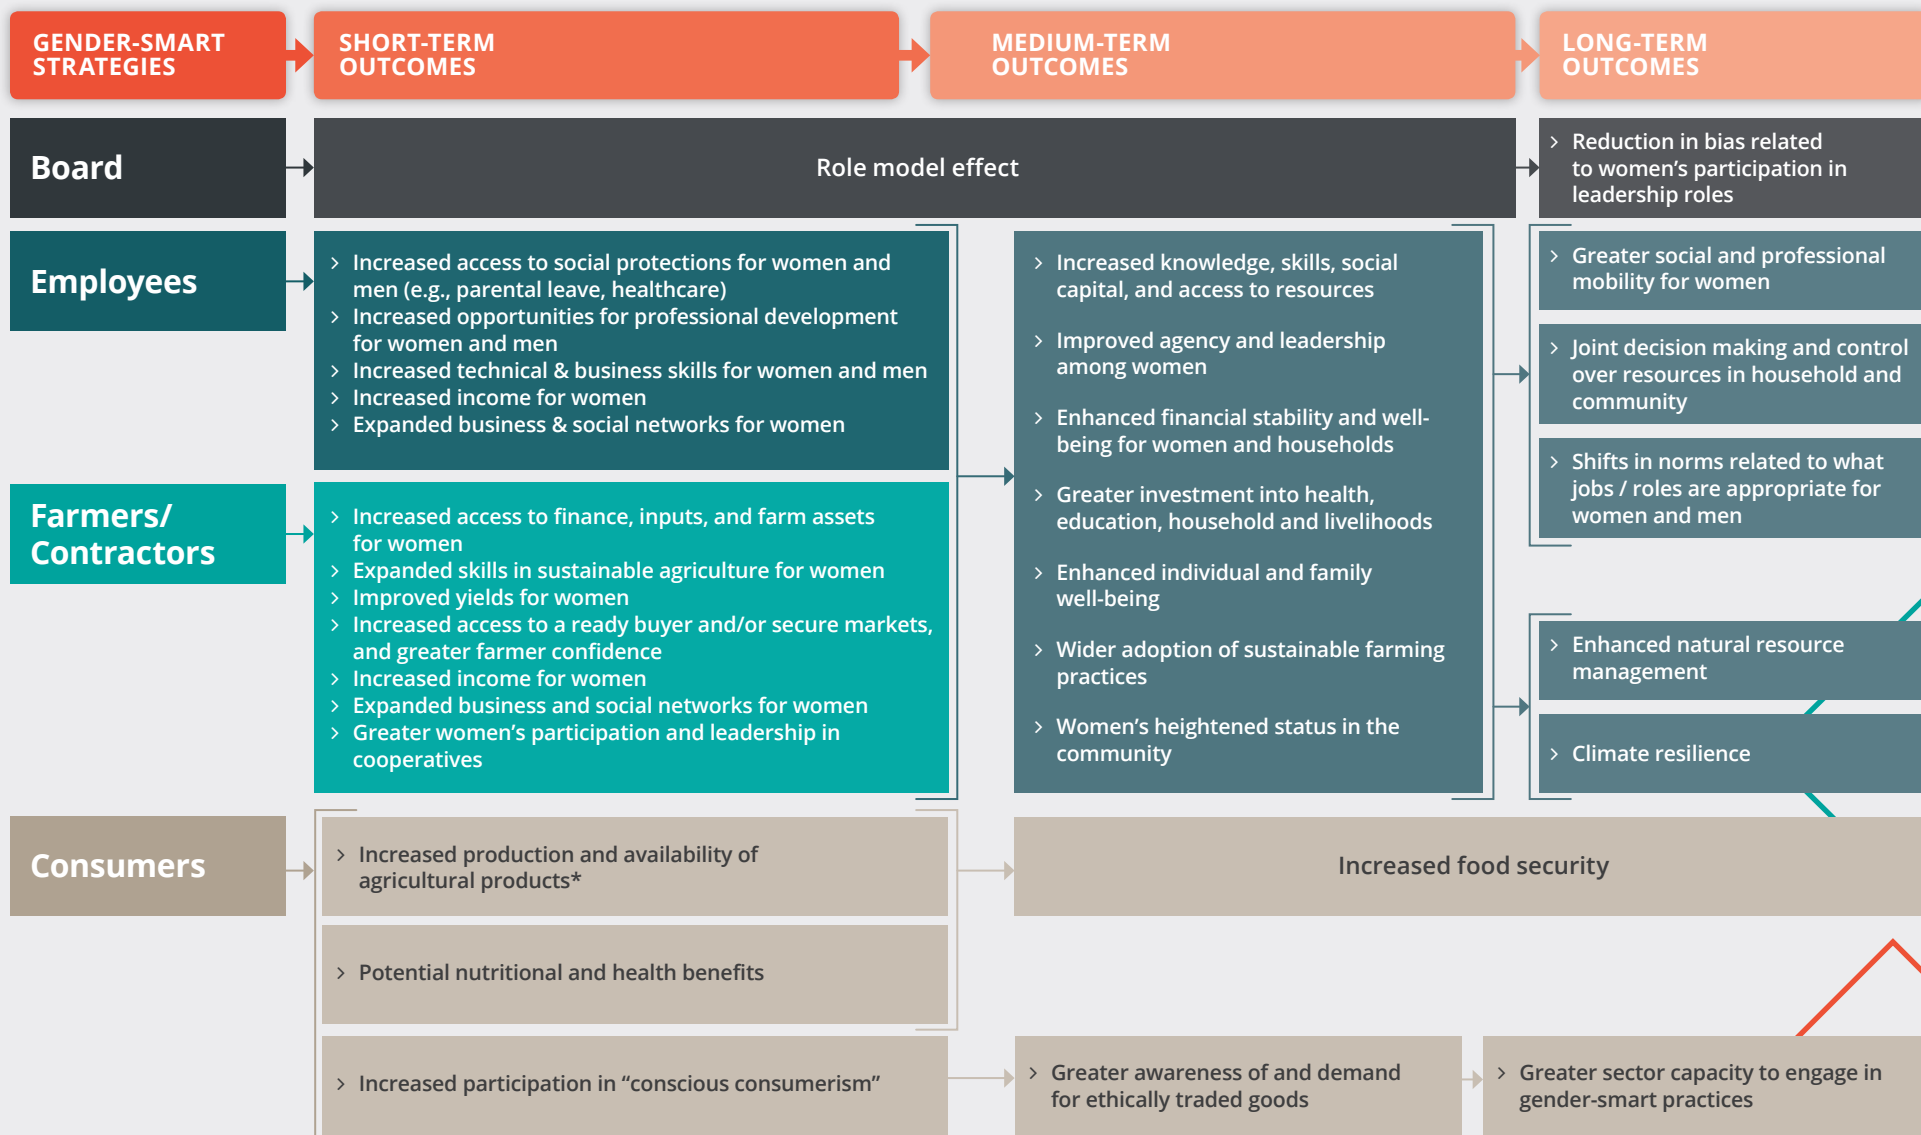 GENDER-SMART
STRATEGIES
SHORT-TERM
OUTCOMES
MEDIUM-TERM
OUTCOMES
LONG-TERM
OUTCOMES
Board
Role model effect
> Reduction in bias related
to women’s participation in
leadership roles
Employees
> Increased access to social protections for women and
men (e.g., parental leave, healthcare)
> Increased opportunities for professional development
for women and men
> Increased technical & business skills for women and men
> Increased income for women
> Expanded business & social networks for women
Farmers/
Contractors
> Increased access to finance, inputs, and farm assets
for women
> Expanded skills in sustainable agriculture for women
> Improved yields for women
> Increased access to a ready buyer and/or secure markets,
and greater farmer confidence
> Increased income for women
> Expanded business and social networks for women
> Greater women’s participation and leadership in
cooperatives
> Increased knowledge, skills, social
capital, and access to resources
> Improved agency and leadership
among women
> Enhanced financial stability and well-
being for women and households
> Greater investment into health,
education, household and livelihoods
> Enhanced individual and family
well-being
> Wider adoption of sustainable farming
practices
> Women’s heightened status in the
community
> Greater social and professional
mobility for women
> Joint decision making and control
over resources in household and
community
> Shifts in norms related to what
jobs / roles are appropriate for
women and men
> Enhanced natural resource
management
> Climate resilience
Consumers
> Increased production and availability of
agricultural products*
Increased food security
> Potential nutritional and health benefits
> Increased participation in “conscious consumerism”
> Greater awareness of and demand
for ethically traded goods
> Greater sector capacity to engage in
gender-smart practices